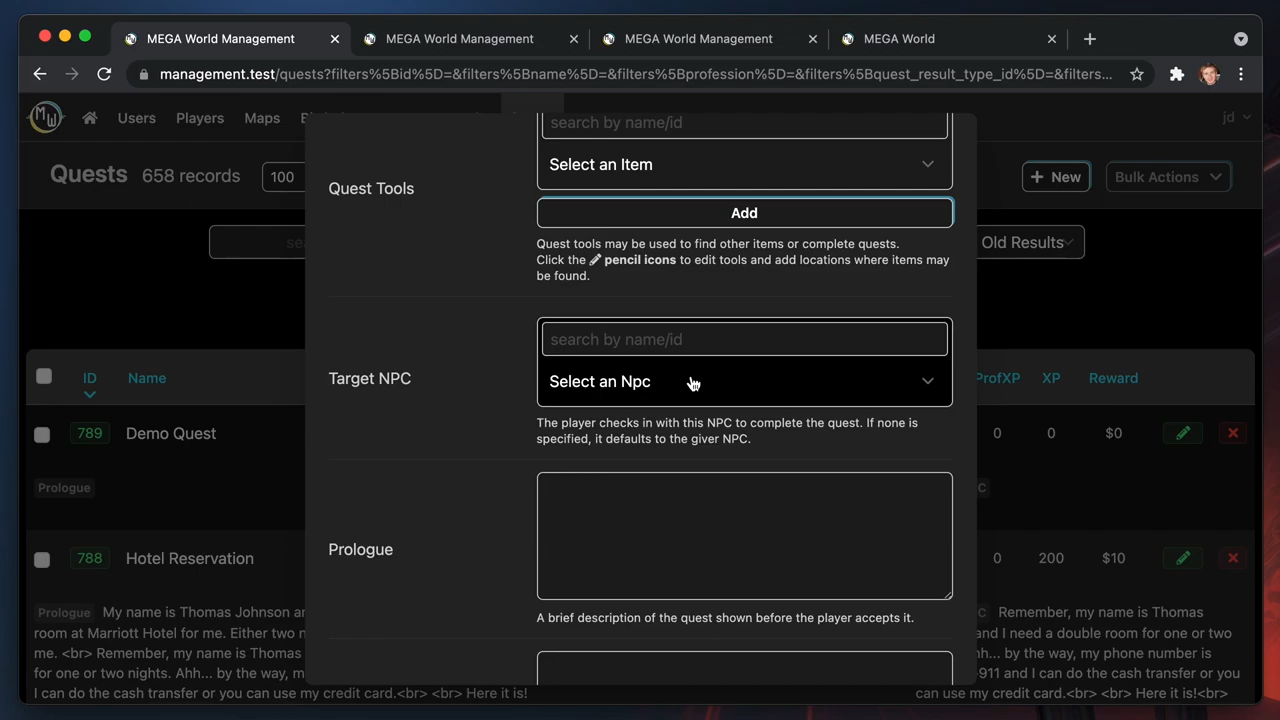 MEGA World Management
MEGA World Management
MEGA World Management
MEGA World
management.test/quests?filters%5Bid%5D=&filters%5Bname%5D=&filters%5Bprofession%5D=&filters%5Bquest_result_type_id%5D=&filters...
MW
Users
Players
Maps
jd
Quests
658 records
100
New
Bulk Actions
Old Results
search by name/id
Quest Tools
Select an Item
Add
Quest tools may be used to find other items or complete quests.
Click the pencil icons to edit tools and add locations where items may
be found.
Target NPC
search by name/id
Select an Npc
The player checks in with this NPC to complete the quest. If none is
specified, it defaults to the giver NPC.
Prologue
A brief description of the quest shown before the player accepts it.
ID
Name
ProfXP
XP
Reward
789
Demo Quest
0
0
$0
Prologue
788
Hotel Reservation
0
200
$10
Prologue My name is Thomas Johnson
room at Marriott Hotel for me. Either two
me. <br> Remember, my name is Thomas
for one or two nights. Ahh... by the way, m
I can do the cash transfer or you can use my credit card.<br> <br> Here it is!
Remember, my name is Thomas
and I need a double room for one or two
Ahh... by the way, my phone number is
-911 and I can do the cash transfer or you
can use my credit card.<br> <br> Here it is!<br>